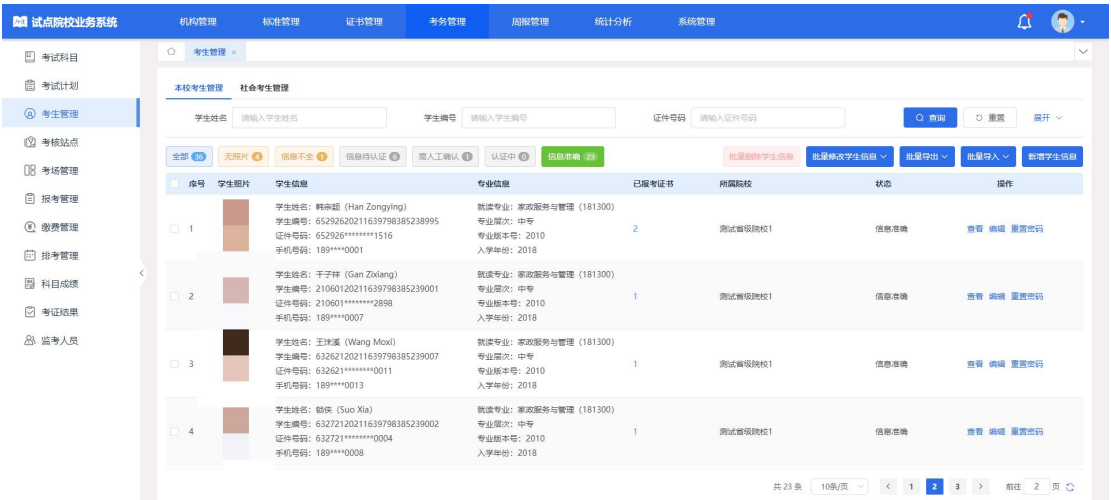 试点院校业务系统 机构管理 标准管理 证书管理 考务管理 周报管理 统计分析 系统管理
考试科目
考试计划
考生管理
考核站点
考场管理
报考管理
缴费管理
排考管理
科目成绩
考证结果
监考人员
考生管理 ×
本校考生管理 社会考生管理
学生姓名 请输入学生姓名 学生编号 请输入学生编号 证件号码 请输入证件号码 查询 重置 展开
全部 36 无照片 信息不全 信息待认证 需人工确认 1 认证中 0 信息准确 23 批量删除学生信息 批量修改学生信息 批量导出 批量导入 新增学生信息
序号 学生照片 学生信息 专业信息 已报考证书 所属院校 状态 操作
1
学生姓名：韩宗颖（Han Zongying）
学生编号：65292620211639798385238995
证件号码：652926********1516
手机号码：189****0001
就读专业：家政服务与管理（181300）
专业层次：中专
专业版本号：2010
入学年份：2018
2 测试省级院校1 信息准确 查看 编辑 重置密码
2
学生姓名：干子祥（Gan Zixiang）
学生编号：21060120211639798385239001
证件号码：210601********2898
手机号码：189****0007
就读专业：家政服务与管理（181300）
专业层次：中专
专业版本号：2010
入学年份：2018
1 测试省级院校1 信息准确 查看 编辑 重置密码
3
学生姓名：王沫溪（Wang Moxi）
学生编号：63262120211639798385239007
证件号码：632621********0011
手机号码：189****0013
就读专业：家政服务与管理（181300）
专业层次：中专
专业版本号：2010
入学年份：2018
1 测试省级院校1 信息准确 查看 编辑 重置密码
4
学生姓名：锁侠（Suo Xia）
学生编号：63272120211639798385239002
证件号码：632721********0004
手机号码：189****0008
就读专业：家政服务与管理（181300）
专业层次：中专
专业版本号：2010
入学年份：2018
1 测试省级院校1 信息准确 查看 编辑 重置密码
共 23 条 10条/页 1 2 3 前往 2 页